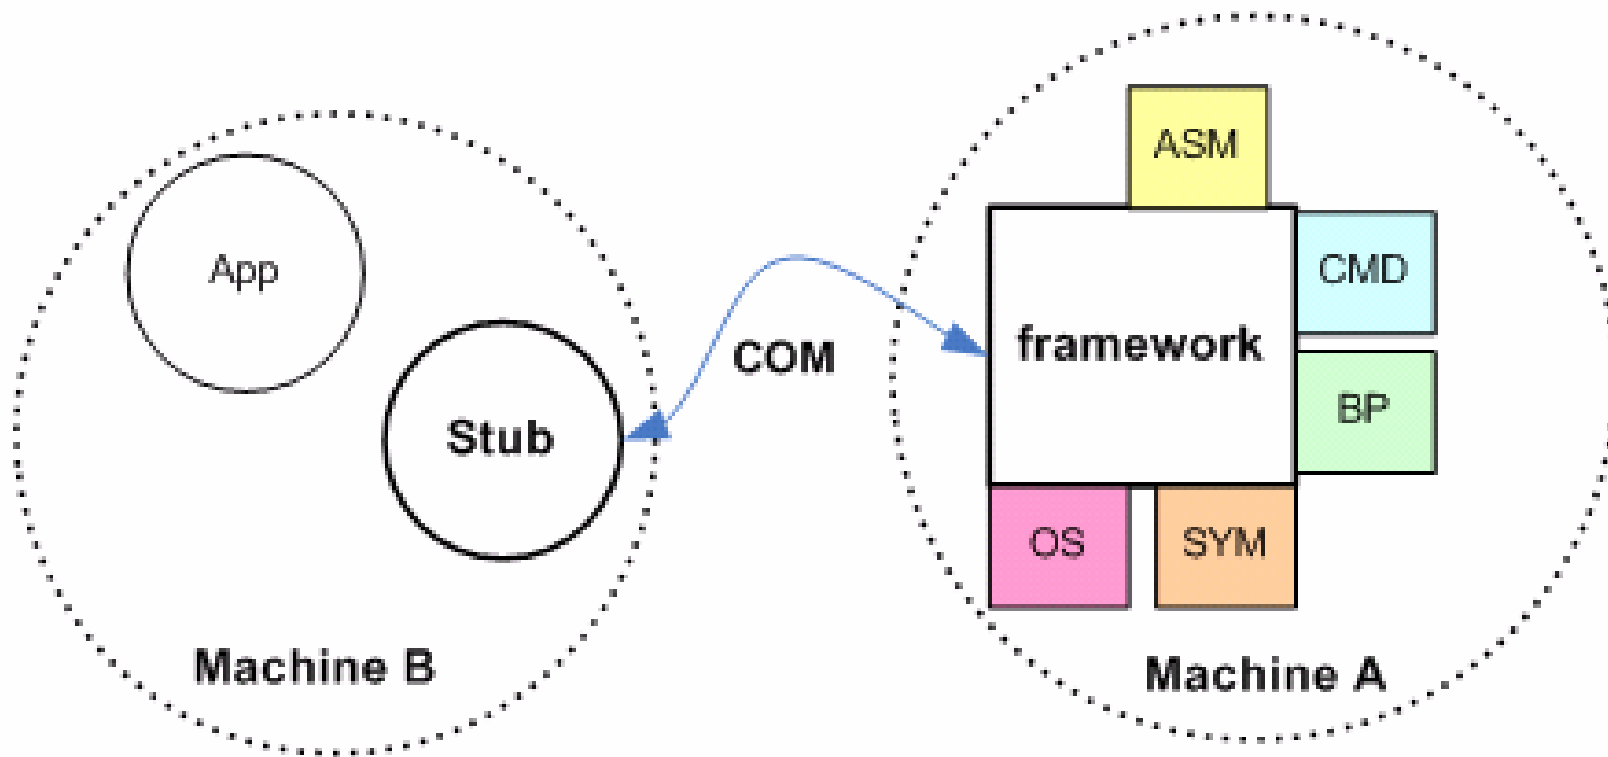 App
Stub
Machine B
COM
ASM
framework
CMD
BP
OS
SYM
Machine A